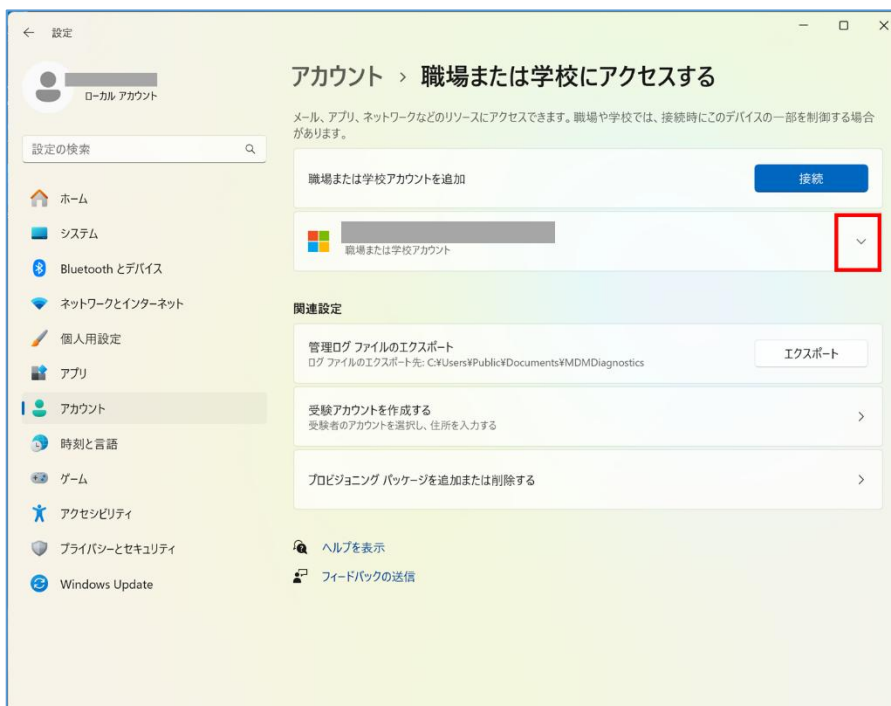 設定
ローカル アカウント
設定の検索
ホーム
システム
Bluetooth とデバイス
ネットワークとインターネット
個人用設定
アプリ
アカウント
時刻と言語
ゲーム
アクセシビリティ
プライバシーとセキュリティ
Windows Update
アカウント › 職場または学校にアクセスする
メール、アプリ、ネットワークなどのリソースにアクセスできます。職場や学校では、接続時にこのデバイスの一部を制御する場合
があります。
職場または学校アカウントを追加
接続
職場または学校アカウント
関連設定
管理ログ ファイルのエクスポート
ログ ファイルのエクスポート先: C:¥Users¥Public¥Documents¥MDMDiagnostics
エクスポート
受験アカウントを作成する
受験者のアカウントを選択し、住所を入力する
プロビジョニング パッケージを追加または削除する
ヘルプを表示
フィードバックの送信